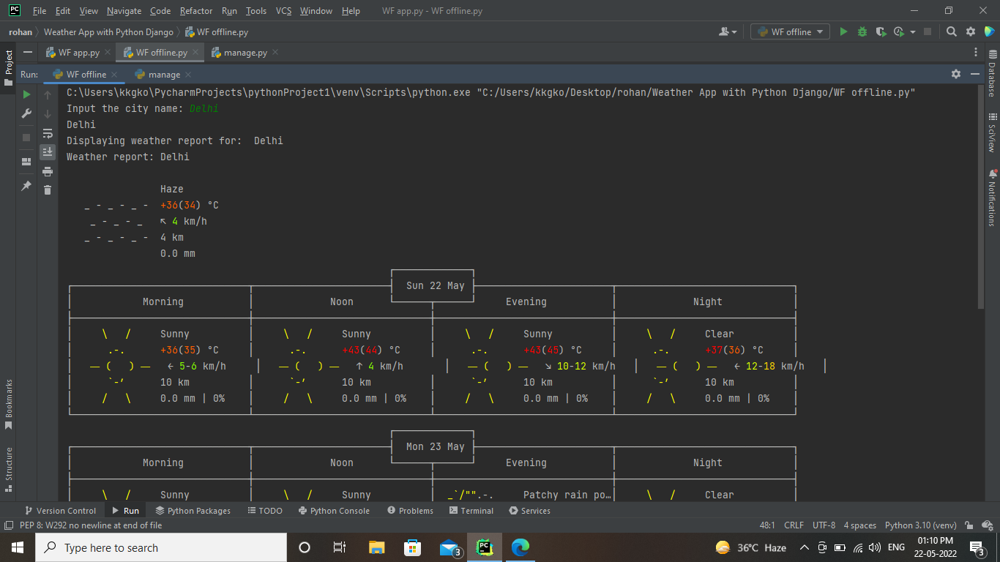 PC File Edit View Navigate Code Refactor Run Tools VCS Window Help WF app.py - WF offline.py
rohan Weather App with Python Django WF offline.py WF offline
Project WF app.py WF offline.py manage.py
Run: WF offline manage
C:\Users\kkgko\PycharmProjects\pythonProject1\venv\Scripts\python.exe "C:/Users/kkgko/Desktop/rohan/Weather App with Python Django/WF offline.py"
Input the city name: Delhi
Delhi
Displaying weather report for:  Delhi
Weather report: Delhi
Haze
_ - _ - _ - +36(34) °C
_ - _ - _ ↖ 4 km/h
_ - _ - _ - 4 km
0.0 mm
Sun 22 May
Morning Noon Evening Night
\ / Sunny \ / Sunny \ / Sunny \ / Clear
.-. +36(35) °C .-. +43(44) °C .-. +43(45) °C .-. +37(36) °C
― ( ) ― ← 5-6 km/h ― ( ) ― ↑ 4 km/h ― ( ) ― ↘ 10-12 km/h ― ( ) ― ← 12-18 km/h
`-’ 10 km `-’ 10 km `-’ 10 km `-’ 10 km
/ \ 0.0 mm | 0% / \ 0.0 mm | 0% / \ 0.0 mm | 0% / \ 0.0 mm | 0%
Mon 23 May
Morning Noon Evening Night
\ / Sunny \ / Sunny _`/"".-. Patchy rain po… \ / Clear
Database
SciView
Notifications
Bookmarks
Structure
Version Control Run Python Packages TODO Python Console Problems Terminal Services
PEP 8: W292 no newline at end of file 48:1 CRLF UTF-8 4 spaces Python 3.10 (venv)
Type here to search 3 PC 36°C Haze ENG 01:10 PM
22-05-2022 3